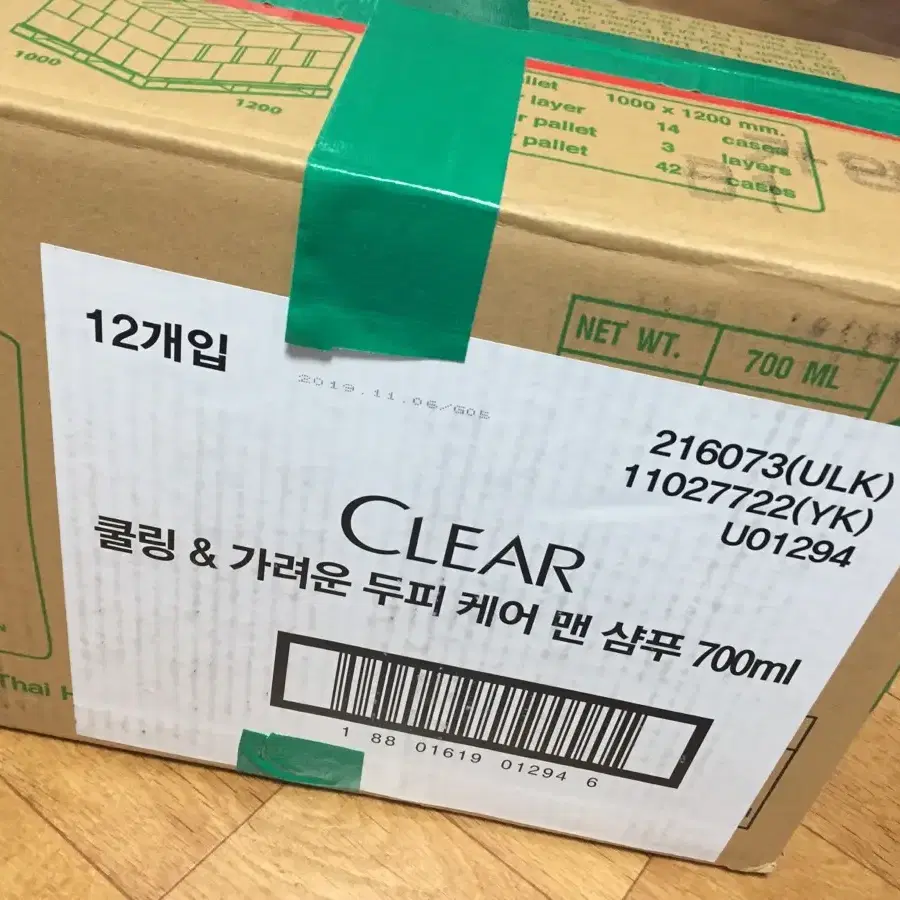 1000
1200
1000 x 1200 mm.
layer 14 cases
pallet 3 layers
pallet 42 cases
NET WT. 700 ML
12개입
2019.11.06/G05
216073(ULK)
11027722(YK)
U01294
CLEAR
쿨링 & 가려운 두피 케어 맨 샴푸 700ml
1 88 01619 01294 6
Thai